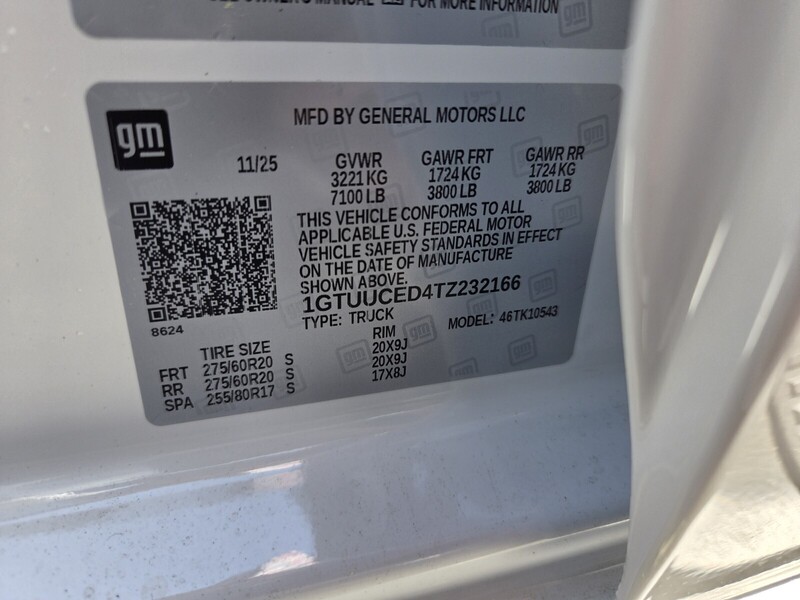 OWNER'S MANUAL FOR MORE INFORMATION
gm
MFD BY GENERAL MOTORS LLC
11/25
GVWR GAWR FRT GAWR RR
3221 KG 1724 KG 1724 KG
7100 LB 3800 LB 3800 LB
THIS VEHICLE CONFORMS TO ALL
APPLICABLE U.S. FEDERAL MOTOR
VEHICLE SAFETY STANDARDS IN EFFECT
ON THE DATE OF MANUFACTURE
SHOWN ABOVE.
1GTUUCED4TZ232166
TYPE: TRUCK MODEL: 46TK10543
8624
TIRE SIZE RIM
FRT 275/60R20 S 20X9J
RR 275/60R20 S 20X9J
SPA 255/80R17 S 17X8J